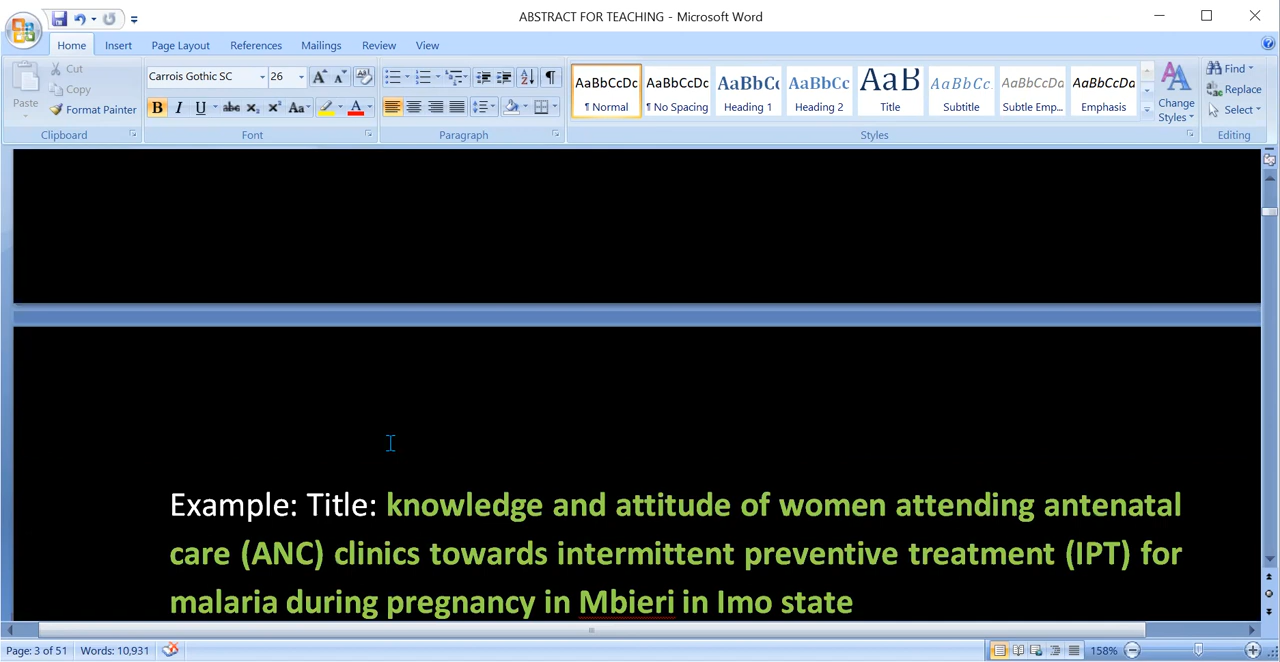 ABSTRACT FOR TEACHING - Microsoft Word
Home Insert Page Layout References Mailings Review View
Paste
Cut
Copy
Format Painter
Clipboard
Carrois Gothic SC 26
B I U abc x₂ x² Aa A
Font
Paragraph
AaBbCcDc AaBbCcDc AaBbCc AaBbCc AaB AaBbCc. AaBbCcDa AaBbCcDa
¶ Normal ¶ No Spacing Heading 1 Heading 2 Title Subtitle Subtle Emp... Emphasis
Change
Styles
Styles
Find
Replace
Select
Editing
Example: Title: knowledge and attitude of women attending antenatal
care (ANC) clinics towards intermittent preventive treatment (IPT) for
malaria during pregnancy in Mbieri in Imo state
Page: 3 of 51 Words: 10,931 158%